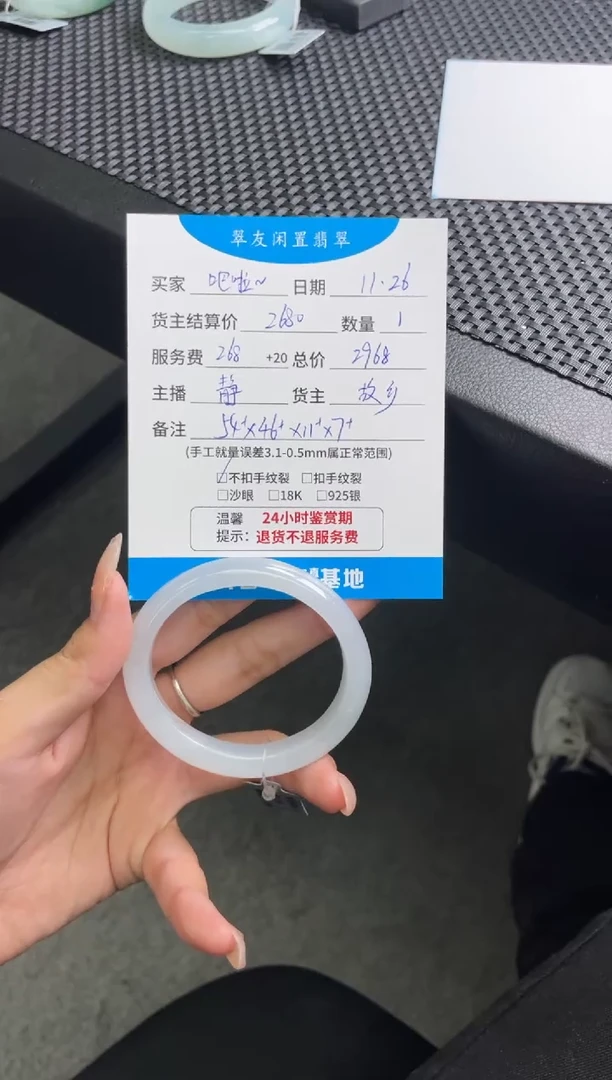 翠友闲置翡翠
买家 吧啦~ 日期 11.26
货主结算价 2680 数量 1
服务费 268 +20 总价 2968
主播 静 货主 故乡
备注 54⁺×46⁺×11⁺×7⁺
(手工就量误差3.1-0.5mm属正常范围)
☑不扣手纹裂 □扣手纹裂
□沙眼 □18K □925银
温馨 24小时鉴赏期
提示: 退货不退服务费
基地